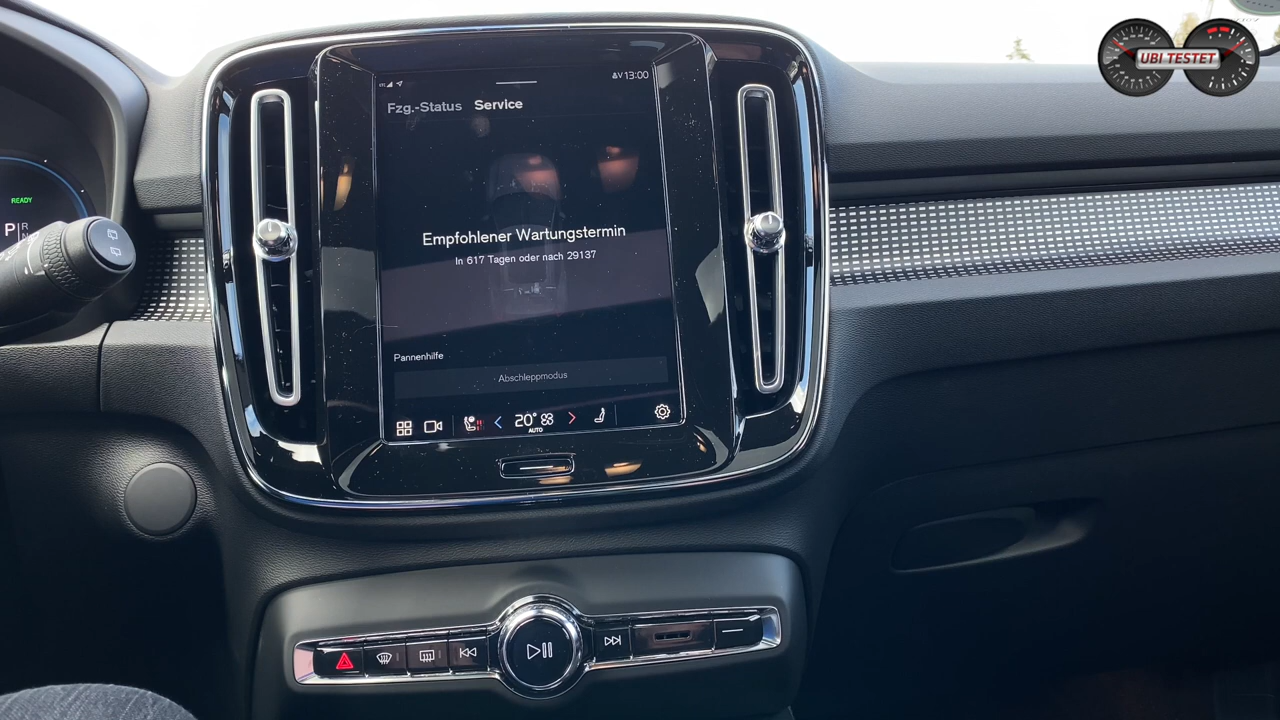 UBI TESTET
13:00
Fzg.-Status Service
READY
P R
Empfohlener Wartungstermin
In 617 Tagen oder nach 29137
Pannenhilfe
Abschleppmodus
20°
AUTO